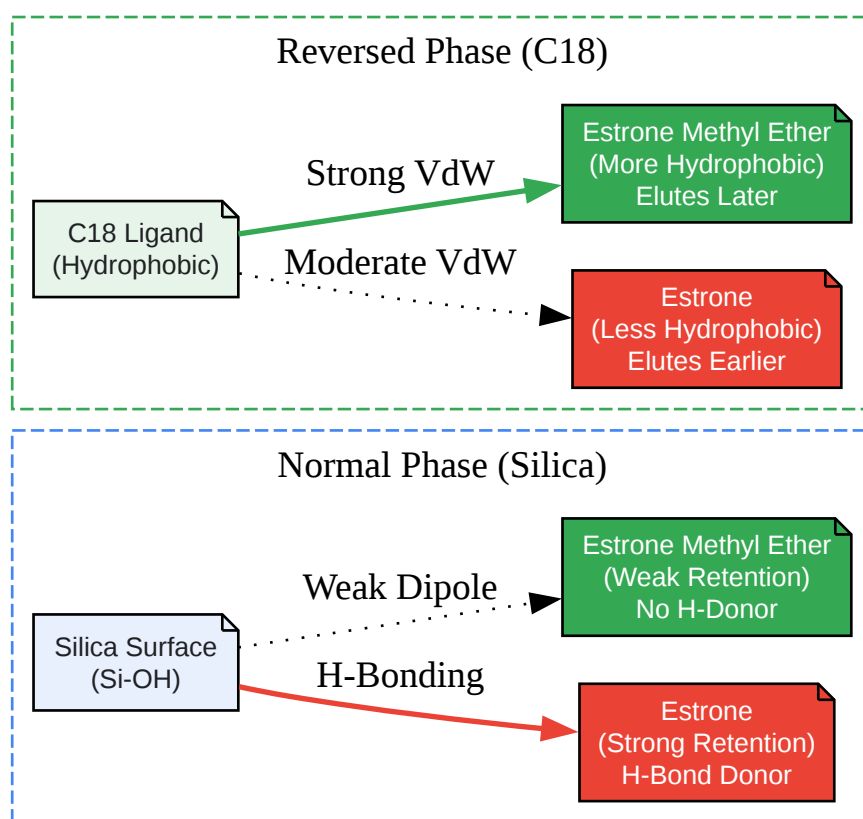 Reversed Phase (C18)
Estrone Methyl Ether
(More Hydrophobic)
Elutes Later
Strong VdW
C18 Ligand
(Hydrophobic)
Moderate VdW
Estrone
(Less Hydrophobic)
Elutes Earlier
Normal Phase (Silica)
Estrone Methyl Ether
(Weak Retention)
No H-Donor
Weak Dipole
Silica Surface
(Si-OH)
H-Bonding
Estrone
(Strong Retention)
H-Bond Donor